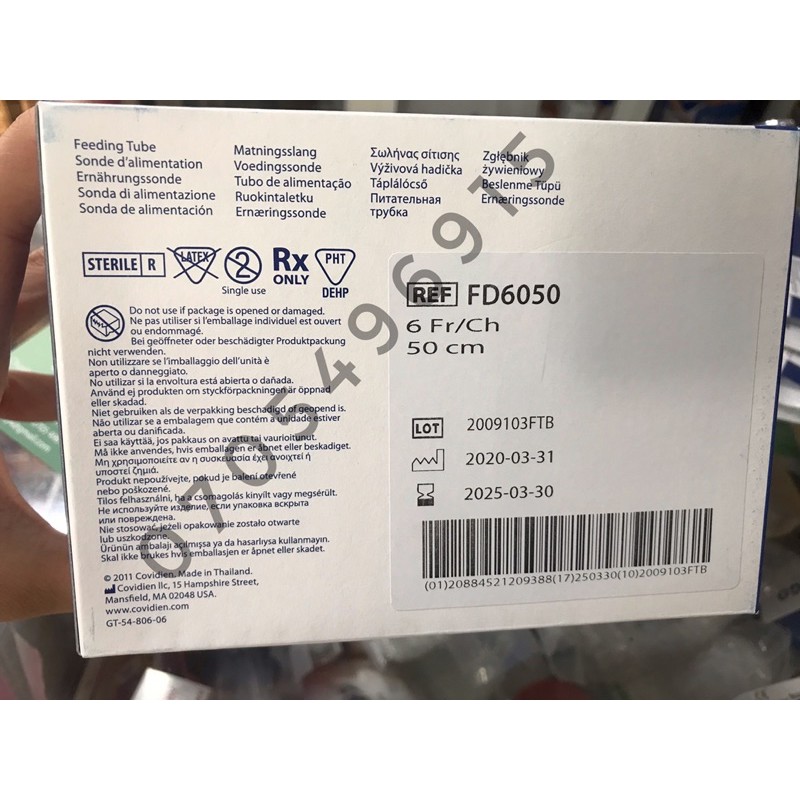 Feeding Tube
Sonde d'alimentation
Ernährungssonde
Sonda di alimentazione
Sonda de alimentación
Matningsslang
Voedingssonde
Tubo de alimentação
Ruokintaletku
Ernæringssonde
Σωλήνας σίτισης
Výživová hadička
Táplálócső
Питательная
трубка
Zgłębnik
żywieniowy
Beslenme Tüpü
Ernæringssonde
STERILE R
LATEX
2
Single use
Rx
ONLY
PHT
DEHP
Do not use if package is opened or damaged.
Ne pas utiliser si l'emballage individuel est ouvert
ou endommagé.
Bei geöffneter oder beschädigter Produktpackung
nicht verwenden.
Non utilizzare se l'imballaggio dell'unità è
aperto o danneggiato.
No utilizar si la envoltura está abierta o dañada.
Använd ej produkten om styckförpackningen är öppnad
eller skadad.
Niet gebruiken als de verpakking beschadigd of geopend is.
Não utilizar se a embalagem que contém a unidade estiver
aberta ou danificada.
Ei saa käyttää, jos pakkaus on avattu tai vaurioitunut.
Må ikke anvendes, hvis emballagen er åbnet eller beskadiget.
Μη χρησιμοποιείτε αν η συσκευασία έχει ανοιχτεί ή
υποστεί ζημιά.
Produkt nepoužívejte, pokud je balení otevřené
nebo poškozené.
Tilos felhasználni, ha a csomagolás kinyílt vagy megsérült.
Не используйте изделие, если упаковка вскрыта
или повреждена.
Nie stosować, jeżeli opakowanie zostało otwarte
lub uszkodzone.
Ürünün ambalajı açılmışsa ya da hasarlıysa kullanmayın.
Skal ikke brukes hvis emballasjen er åpnet eller skadet.
© 2011 Covidien. Made in Thailand.
Covidien llc, 15 Hampshire Street,
Mansfield, MA 02048 USA.
www.covidien.com
GT-54-806-06
REF FD6050
6 Fr/Ch
50 cm
LOT 2009103FTB
2020-03-31
2025-03-30
(01)20884521209388(17)250330(10)2009103FTB
0705496915